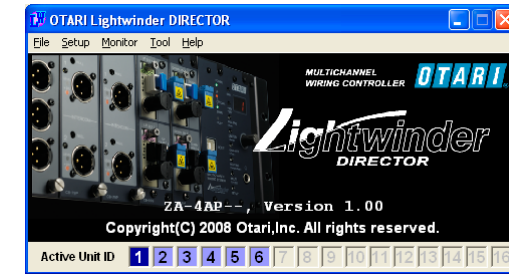 OTARI Lightwinder DIRECTOR
File Setup Monitor Tool Help
MULTICHANNEL
WIRING CONTROLLER
OTARI
Lightwinder
DIRECTOR
ZA-4AP--, Version 1.00
Copyright(C) 2008 Otari,Inc. All rights reserved.
Active Unit ID 1 2 3 4 5 6 7 8 9 10 11 12 13 14 15 16